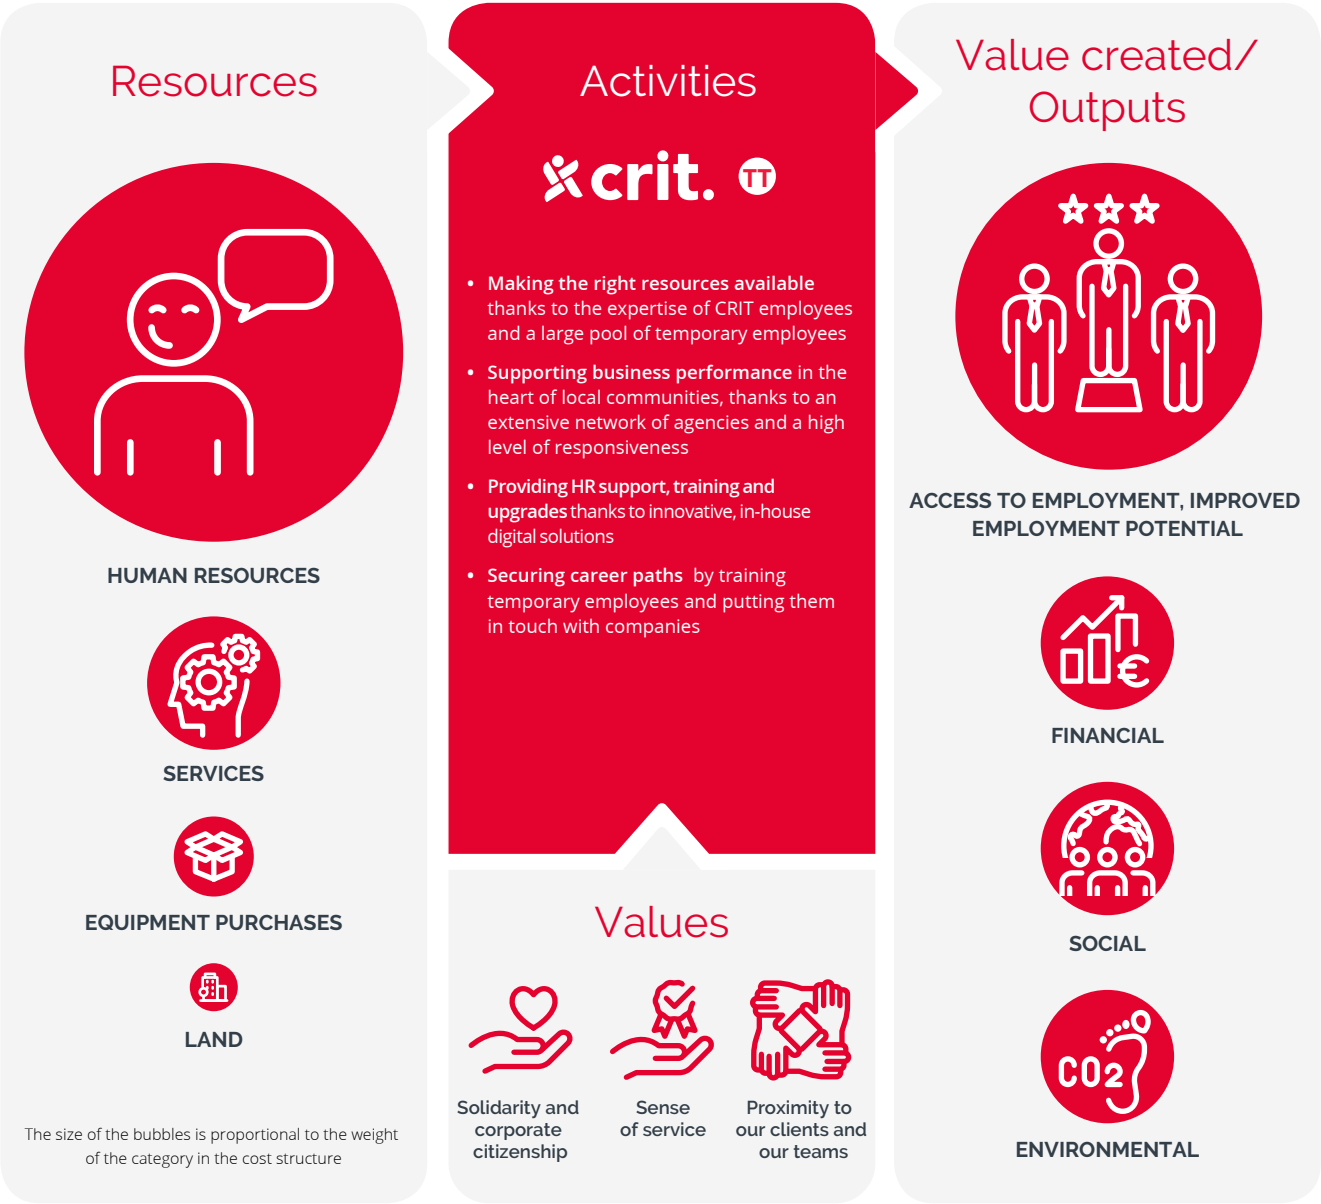 Resources
HUMAN RESOURCES
SERVICES
EQUIPMENT PURCHASES
LAND
The size of the bubbles is proportional to the weight
of the category in the cost structure
Activities
crit. TT
• Making the right resources available
thanks to the expertise of CRIT employees
and a large pool of temporary employees
• Supporting business performance in the
heart of local communities, thanks to an
extensive network of agencies and a high
level of responsiveness
• Providing HR support, training and
upgrades thanks to innovative, in-house
digital solutions
• Securing career paths by training
temporary employees and putting them
in touch with companies
Values
Solidarity and
corporate
citizenship
Sense
of service
Proximity to
our clients and
our teams
Value created/
Outputs
ACCESS TO EMPLOYMENT, IMPROVED
EMPLOYMENT POTENTIAL
€
FINANCIAL
SOCIAL
CO2
ENVIRONMENTAL